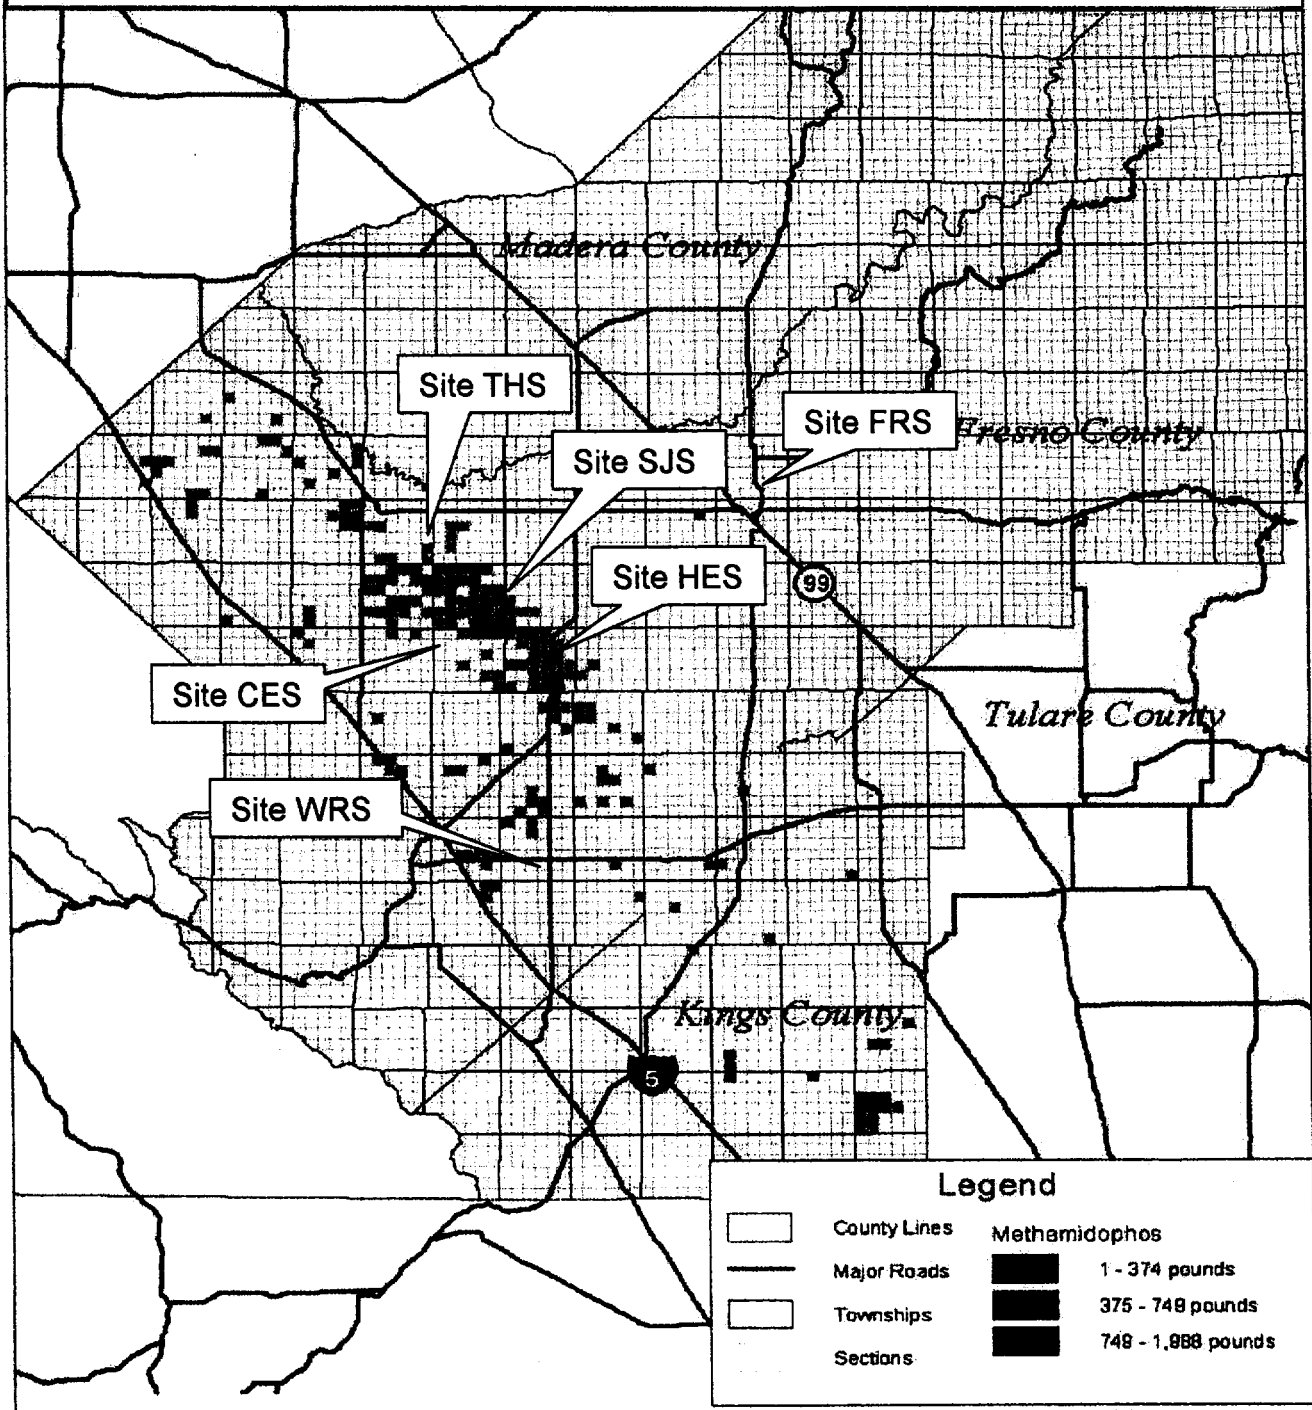 Madera County
Site THS
Site FRS
Fresno County
Site SJS
Site HES
99
Site CES
Tulare County
Site WRS
Kings County
5
Legend
County Lines
Major Roads
Townships
Sections
Methamidophos
1 - 374 pounds
375 - 749 pounds
749 - 1,988 pounds